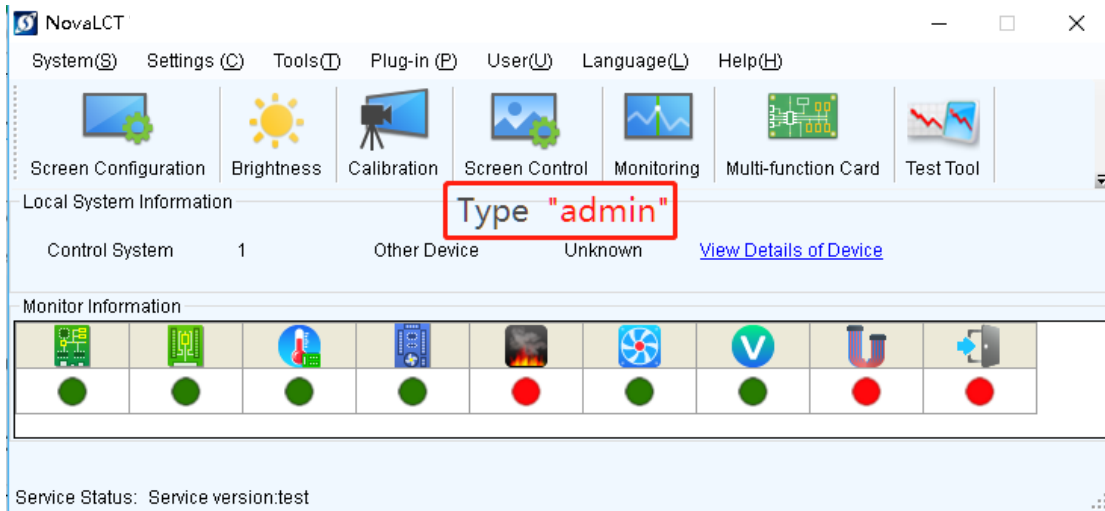 NovaLCT
System(S) Settings (C) Tools(T) Plug-in (P) User(U) Language(L) Help(H)
Screen Configuration Brightness Calibration Screen Control Monitoring Multi-function Card Test Tool
Local System Information
Type "admin"
Control System 1 Other Device Unknown View Details of Device
Monitor Information
V
Service Status: Service version:test